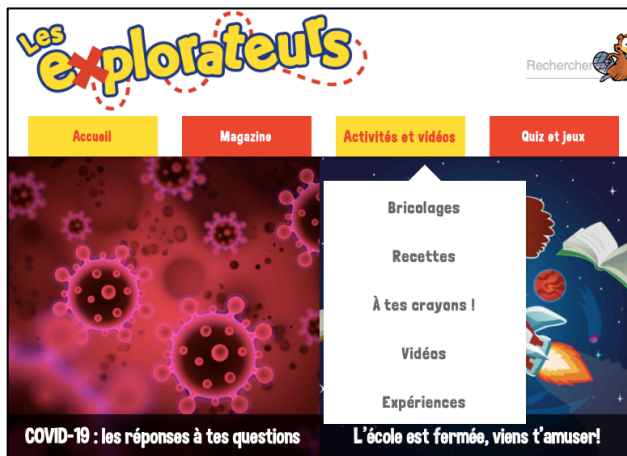 Les
explorateurs
Rechercher
Accueil
Magazine
Activités et vidéos
Quiz et jeux
Bricolages
Recettes
À tes crayons !
Vidéos
Expériences
COVID-19 : les réponses à tes questions
L'école est fermée, viens t'amuser!